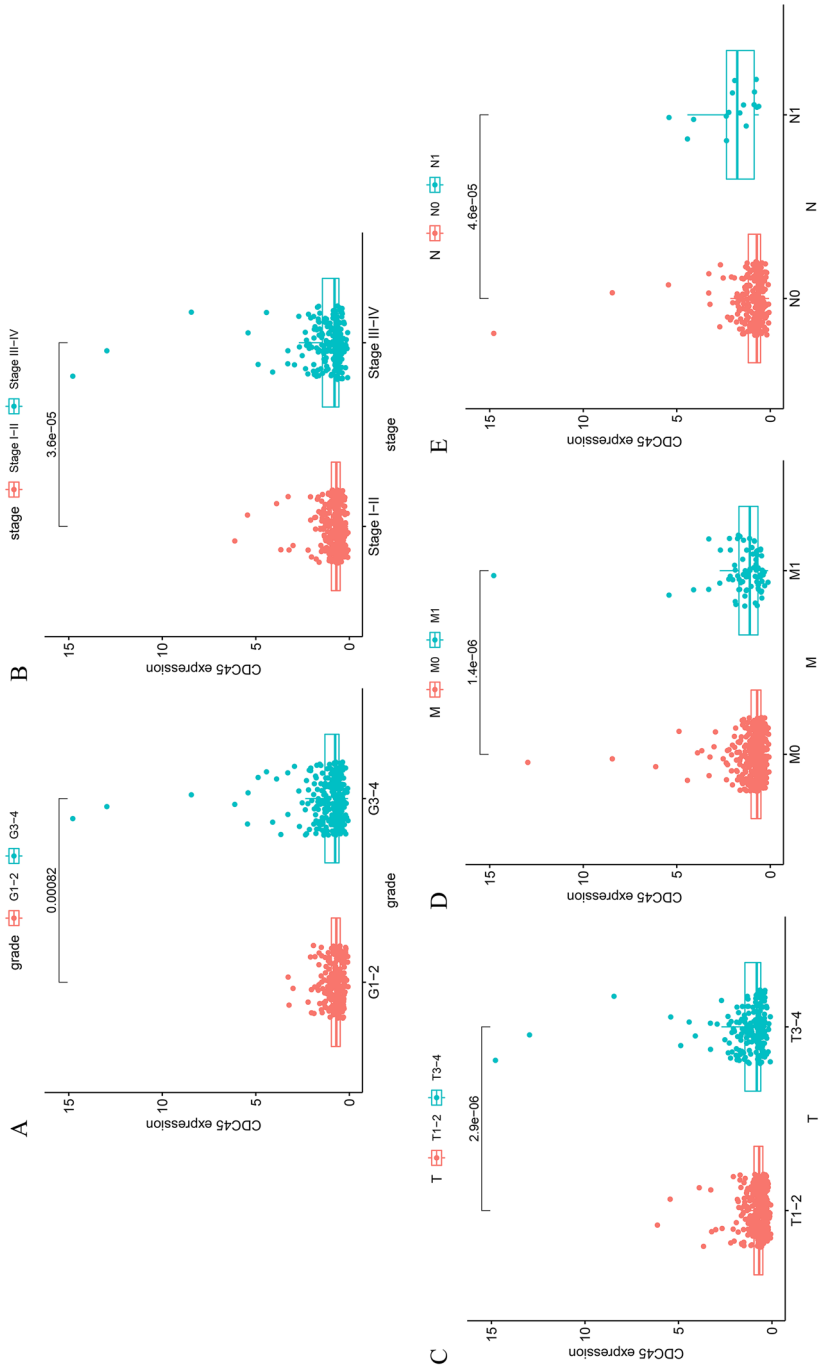 A
grade G1−2 G3−4
CDC45 expression
15
10
5
0
0.00082
G1−2 G3−4
grade
B
stage Stage I−II Stage III−IV
CDC45 expression
15
10
5
0
3.6e−05
Stage I−II Stage III−IV
stage
C
T T1−2 T3−4
CDC45 expression
15
10
5
0
2.9e−06
T1−2 T3−4
T
D
M M0 M1
CDC45 expression
15
10
5
0
1.4e−06
M0 M1
M
E
N N0 N1
CDC45 expression
15
10
5
0
4.6e−05
N0 N1
N